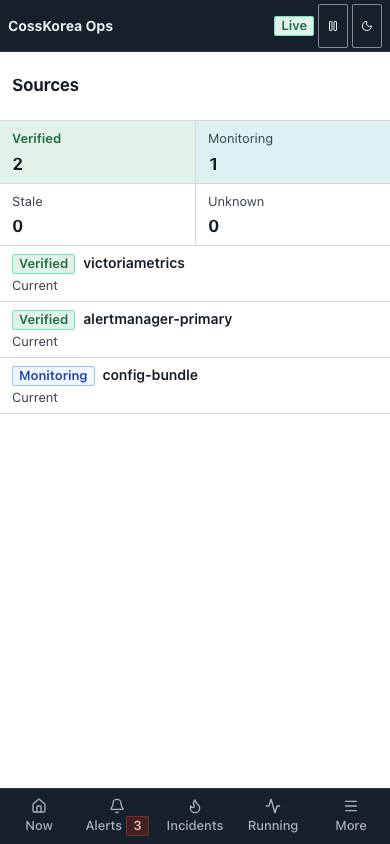 CossKorea Ops Live
Sources
Verified Monitoring
2 1
Stale Unknown
0 0
Verified victoriametrics
Current
Verified alertmanager-primary
Current
Monitoring config-bundle
Current
Now Alerts 3 Incidents Running More